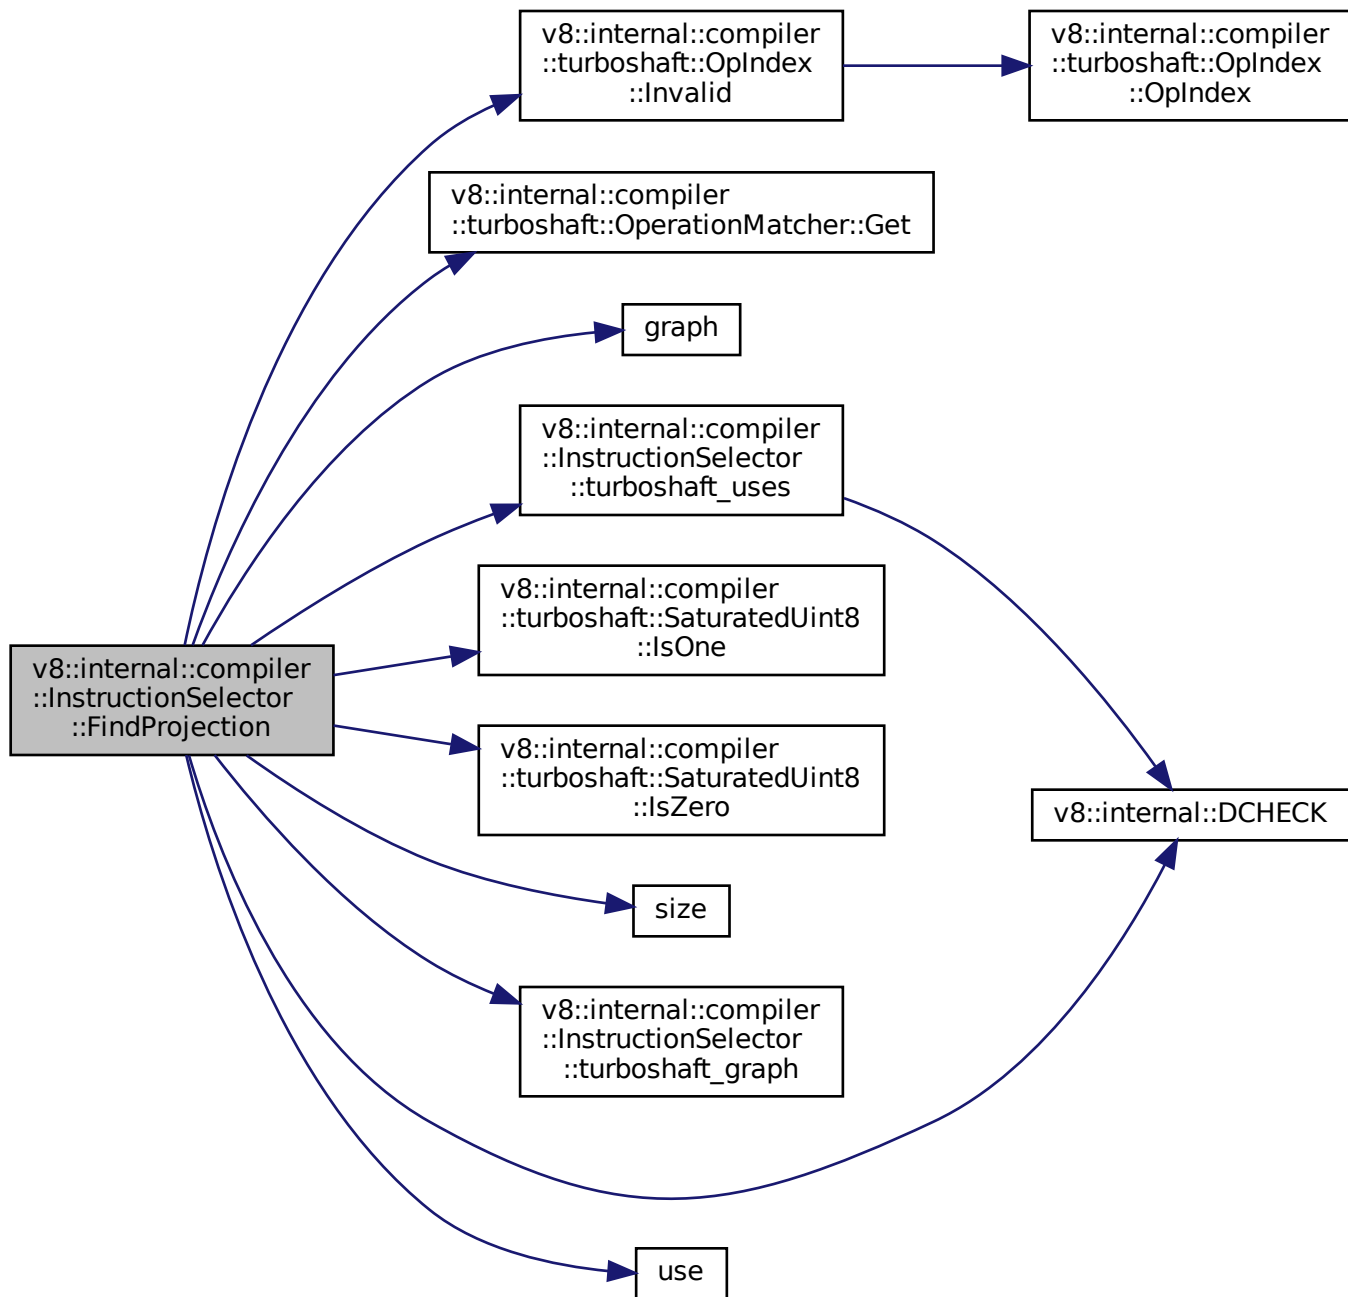 v8::internal::compiler
::turboshaft::OpIndex
::Invalid
v8::internal::compiler
::turboshaft::OpIndex
::OpIndex
v8::internal::compiler
::turboshaft::OperationMatcher::Get
graph
v8::internal::compiler
::InstructionSelector
::turboshaft_uses
v8::internal::compiler
::turboshaft::SaturatedUint8
::IsOne
v8::internal::compiler
::InstructionSelector
::FindProjection
v8::internal::compiler
::turboshaft::SaturatedUint8
::IsZero
v8::internal::DCHECK
size
v8::internal::compiler
::InstructionSelector
::turboshaft_graph
use